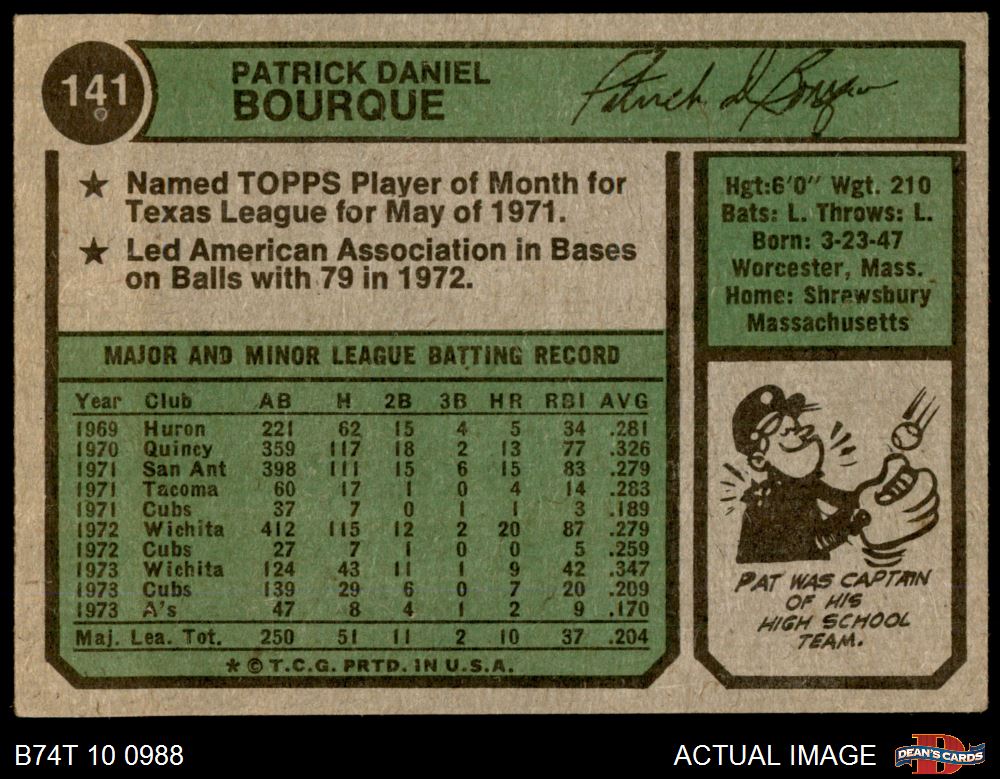 141
PATRICK DANIEL
BOURQUE
Patrick D Bourque
★ Named TOPPS Player of Month for
Texas League for May of 1971.
★ Led American Association in Bases
on Balls with 79 in 1972.
Hgt:6'0" Wgt. 210
Bats: L. Throws: L.
Born: 3-23-47
Worcester, Mass.
Home: Shrewsbury
Massachusetts
MAJOR AND MINOR LEAGUE BATTING RECORD
Year Club AB H 2B 3B HR RBI AVG
1969 Huron 221 62 15 4 5 34 .281
1970 Quincy 359 117 18 2 13 77 .326
1971 San Ant 398 111 15 6 15 83 .279
1971 Tacoma 60 17 1 0 4 14 .283
1971 Cubs 37 7 0 1 1 3 .189
1972 Wichita 412 115 12 2 20 87 .279
1972 Cubs 27 7 1 0 0 5 .259
1973 Wichita 124 43 11 1 9 42 .347
1973 Cubs 139 29 6 0 7 20 .209
1973 A's 47 8 4 1 2 9 .170
Maj. Lea. Tot. 250 51 11 2 10 37 .204
* © T.C.G. PRTD. IN U.S.A.
PAT WAS CAPTAIN
OF HIS
HIGH SCHOOL
TEAM.
B74T 10 0988
ACTUAL IMAGE
D
DEAN'S CARDS